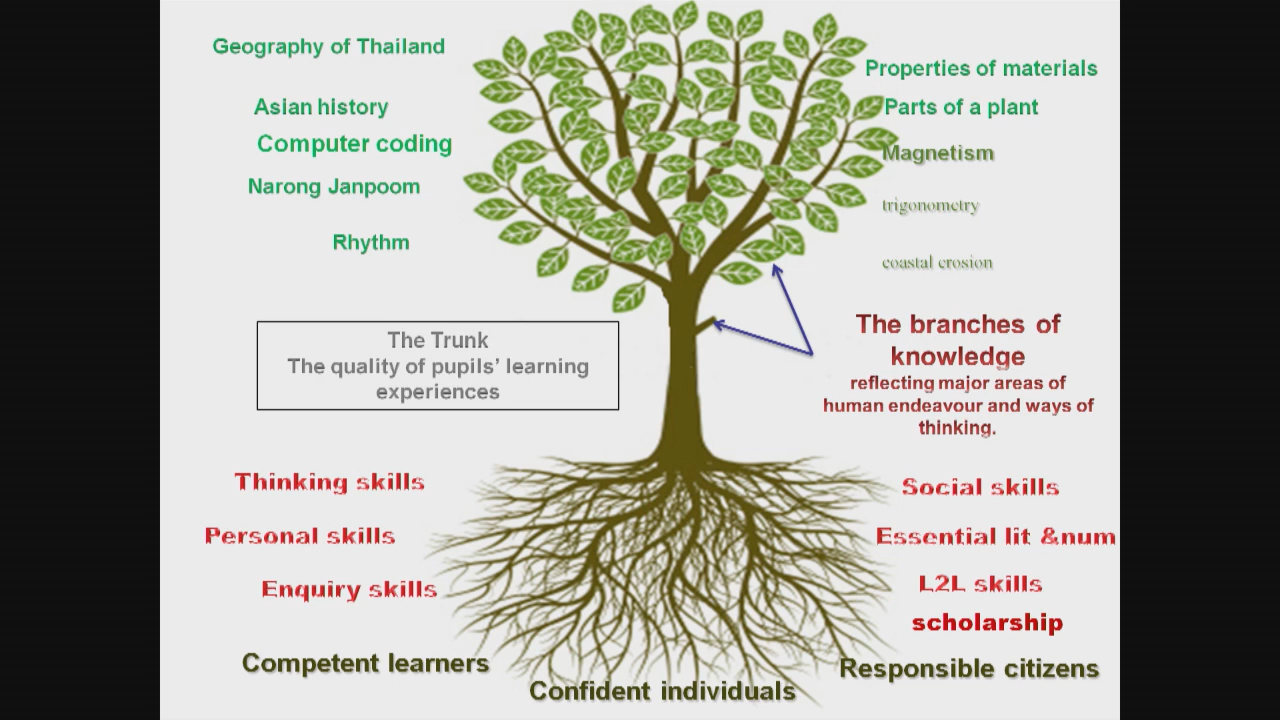 Geography of Thailand
Asian history
Computer coding
Narong Janpoom
Rhythm
Properties of materials
Parts of a plant
Magnetism
trigonometry
coastal erosion
The Trunk
The quality of pupils’ learning
experiences
The branches of
knowledge
reflecting major areas of
human endeavour and ways of
thinking.
Thinking skills
Personal skills
Enquiry skills
Social skills
Essential lit &num
L2L skills
scholarship
Competent learners
Confident individuals
Responsible citizens